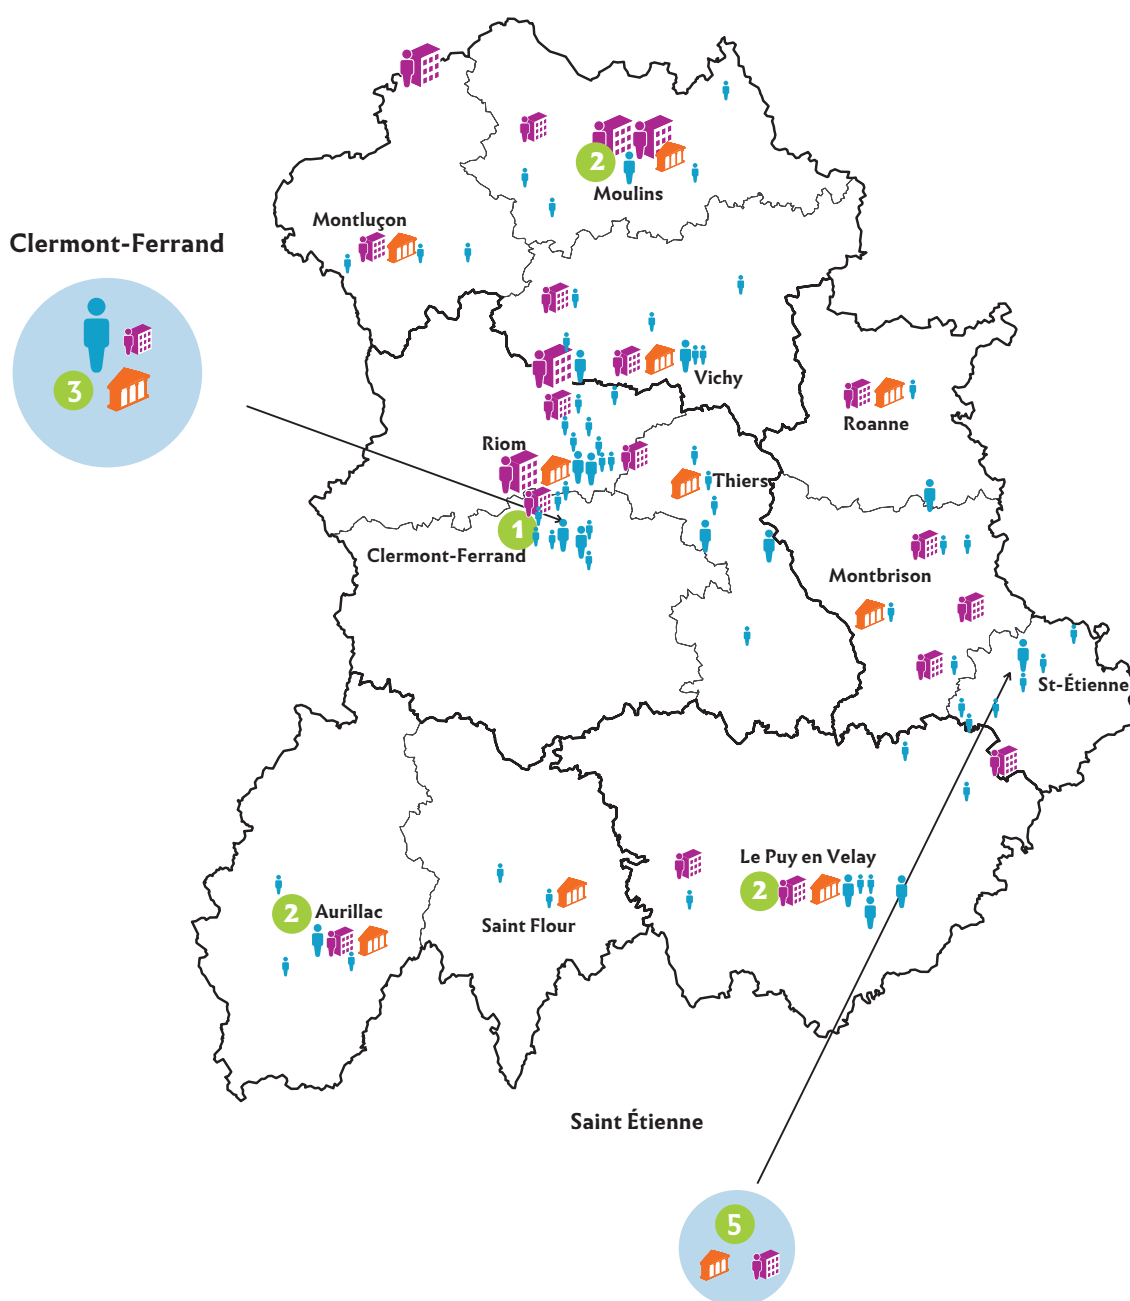 2
Moulins
Montluçon
Clermont-Ferrand
3
Vichy
Roanne
Riom
Thiers
1
Clermont-Ferrand
Montbrison
St-Étienne
Le Puy en Velay
2
2
Aurillac
Saint Flour
Saint Étienne
5